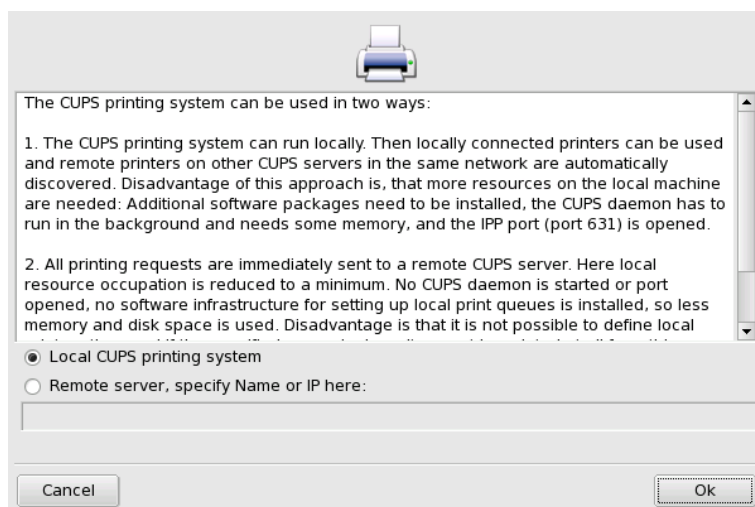 The CUPS printing system can be used in two ways:
1. The CUPS printing system can run locally. Then locally connected printers can be used
and remote printers on other CUPS servers in the same network are automatically
discovered. Disadvantage of this approach is, that more resources on the local machine
are needed: Additional software packages need to be installed, the CUPS daemon has to
run in the background and needs some memory, and the IPP port (port 631) is opened.
2. All printing requests are immediately sent to a remote CUPS server. Here local
resource occupation is reduced to a minimum. No CUPS daemon is started or port
opened, no software infrastructure for setting up local print queues is installed, so less
memory and disk space is used. Disadvantage is that it is not possible to define local
Local CUPS printing system
Remote server, specify Name or IP here:
Cancel
Ok